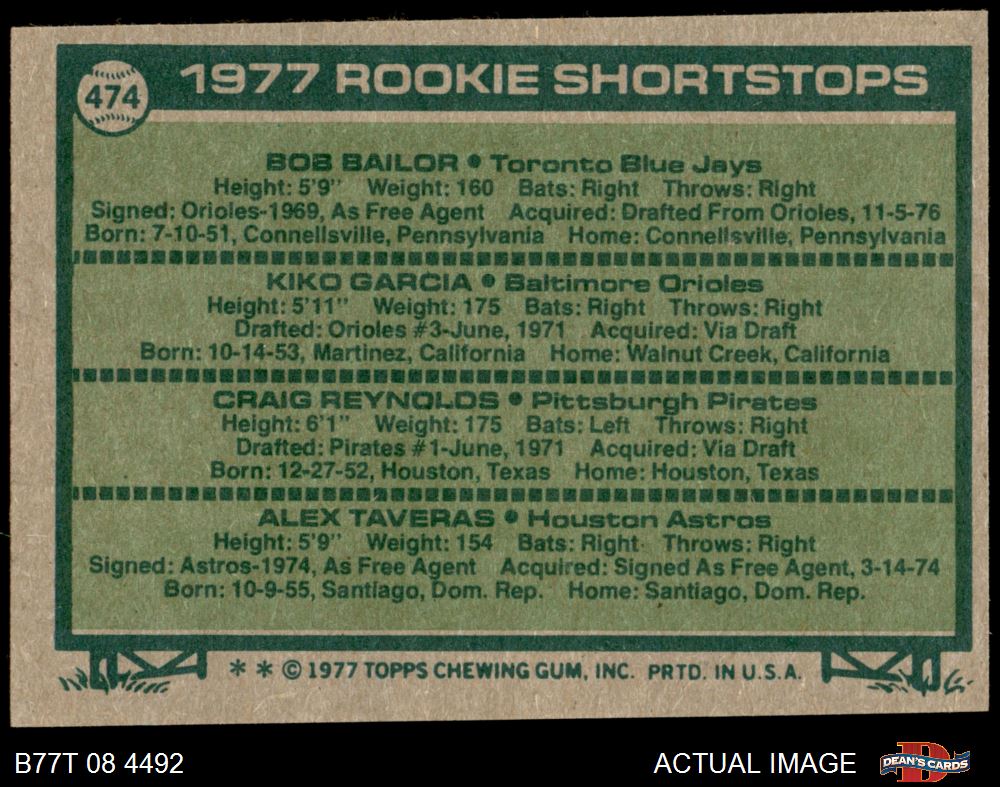 474
1977 ROOKIE SHORTSTOPS
BOB BAILOR • Toronto Blue Jays
Height: 5'9" Weight: 160 Bats: Right Throws: Right
Signed: Orioles-1969, As Free Agent Acquired: Drafted From Orioles, 11-5-76
Born: 7-10-51, Connellsville, Pennsylvania Home: Connellsville, Pennsylvania
KIKO GARCIA • Baltimore Orioles
Height: 5'11" Weight: 175 Bats: Right Throws: Right
Drafted: Orioles #3-June, 1971 Acquired: Via Draft
Born: 10-14-53, Martinez, California Home: Walnut Creek, California
CRAIG REYNOLDS • Pittsburgh Pirates
Height: 6'1" Weight: 175 Bats: Left Throws: Right
Drafted: Pirates #1-June, 1971 Acquired: Via Draft
Born: 12-27-52, Houston, Texas Home: Houston, Texas
ALEX TAVERAS • Houston Astros
Height: 5'9" Weight: 154 Bats: Right Throws: Right
Signed: Astros-1974, As Free Agent Acquired: Signed As Free Agent, 3-14-74
Born: 10-9-55, Santiago, Dom. Rep. Home: Santiago, Dom. Rep.
* * © 1977 TOPPS CHEWING GUM, INC. PRTD. IN U.S.A.
B77T 08 4492 ACTUAL IMAGE
D
DEAN'S CARDS